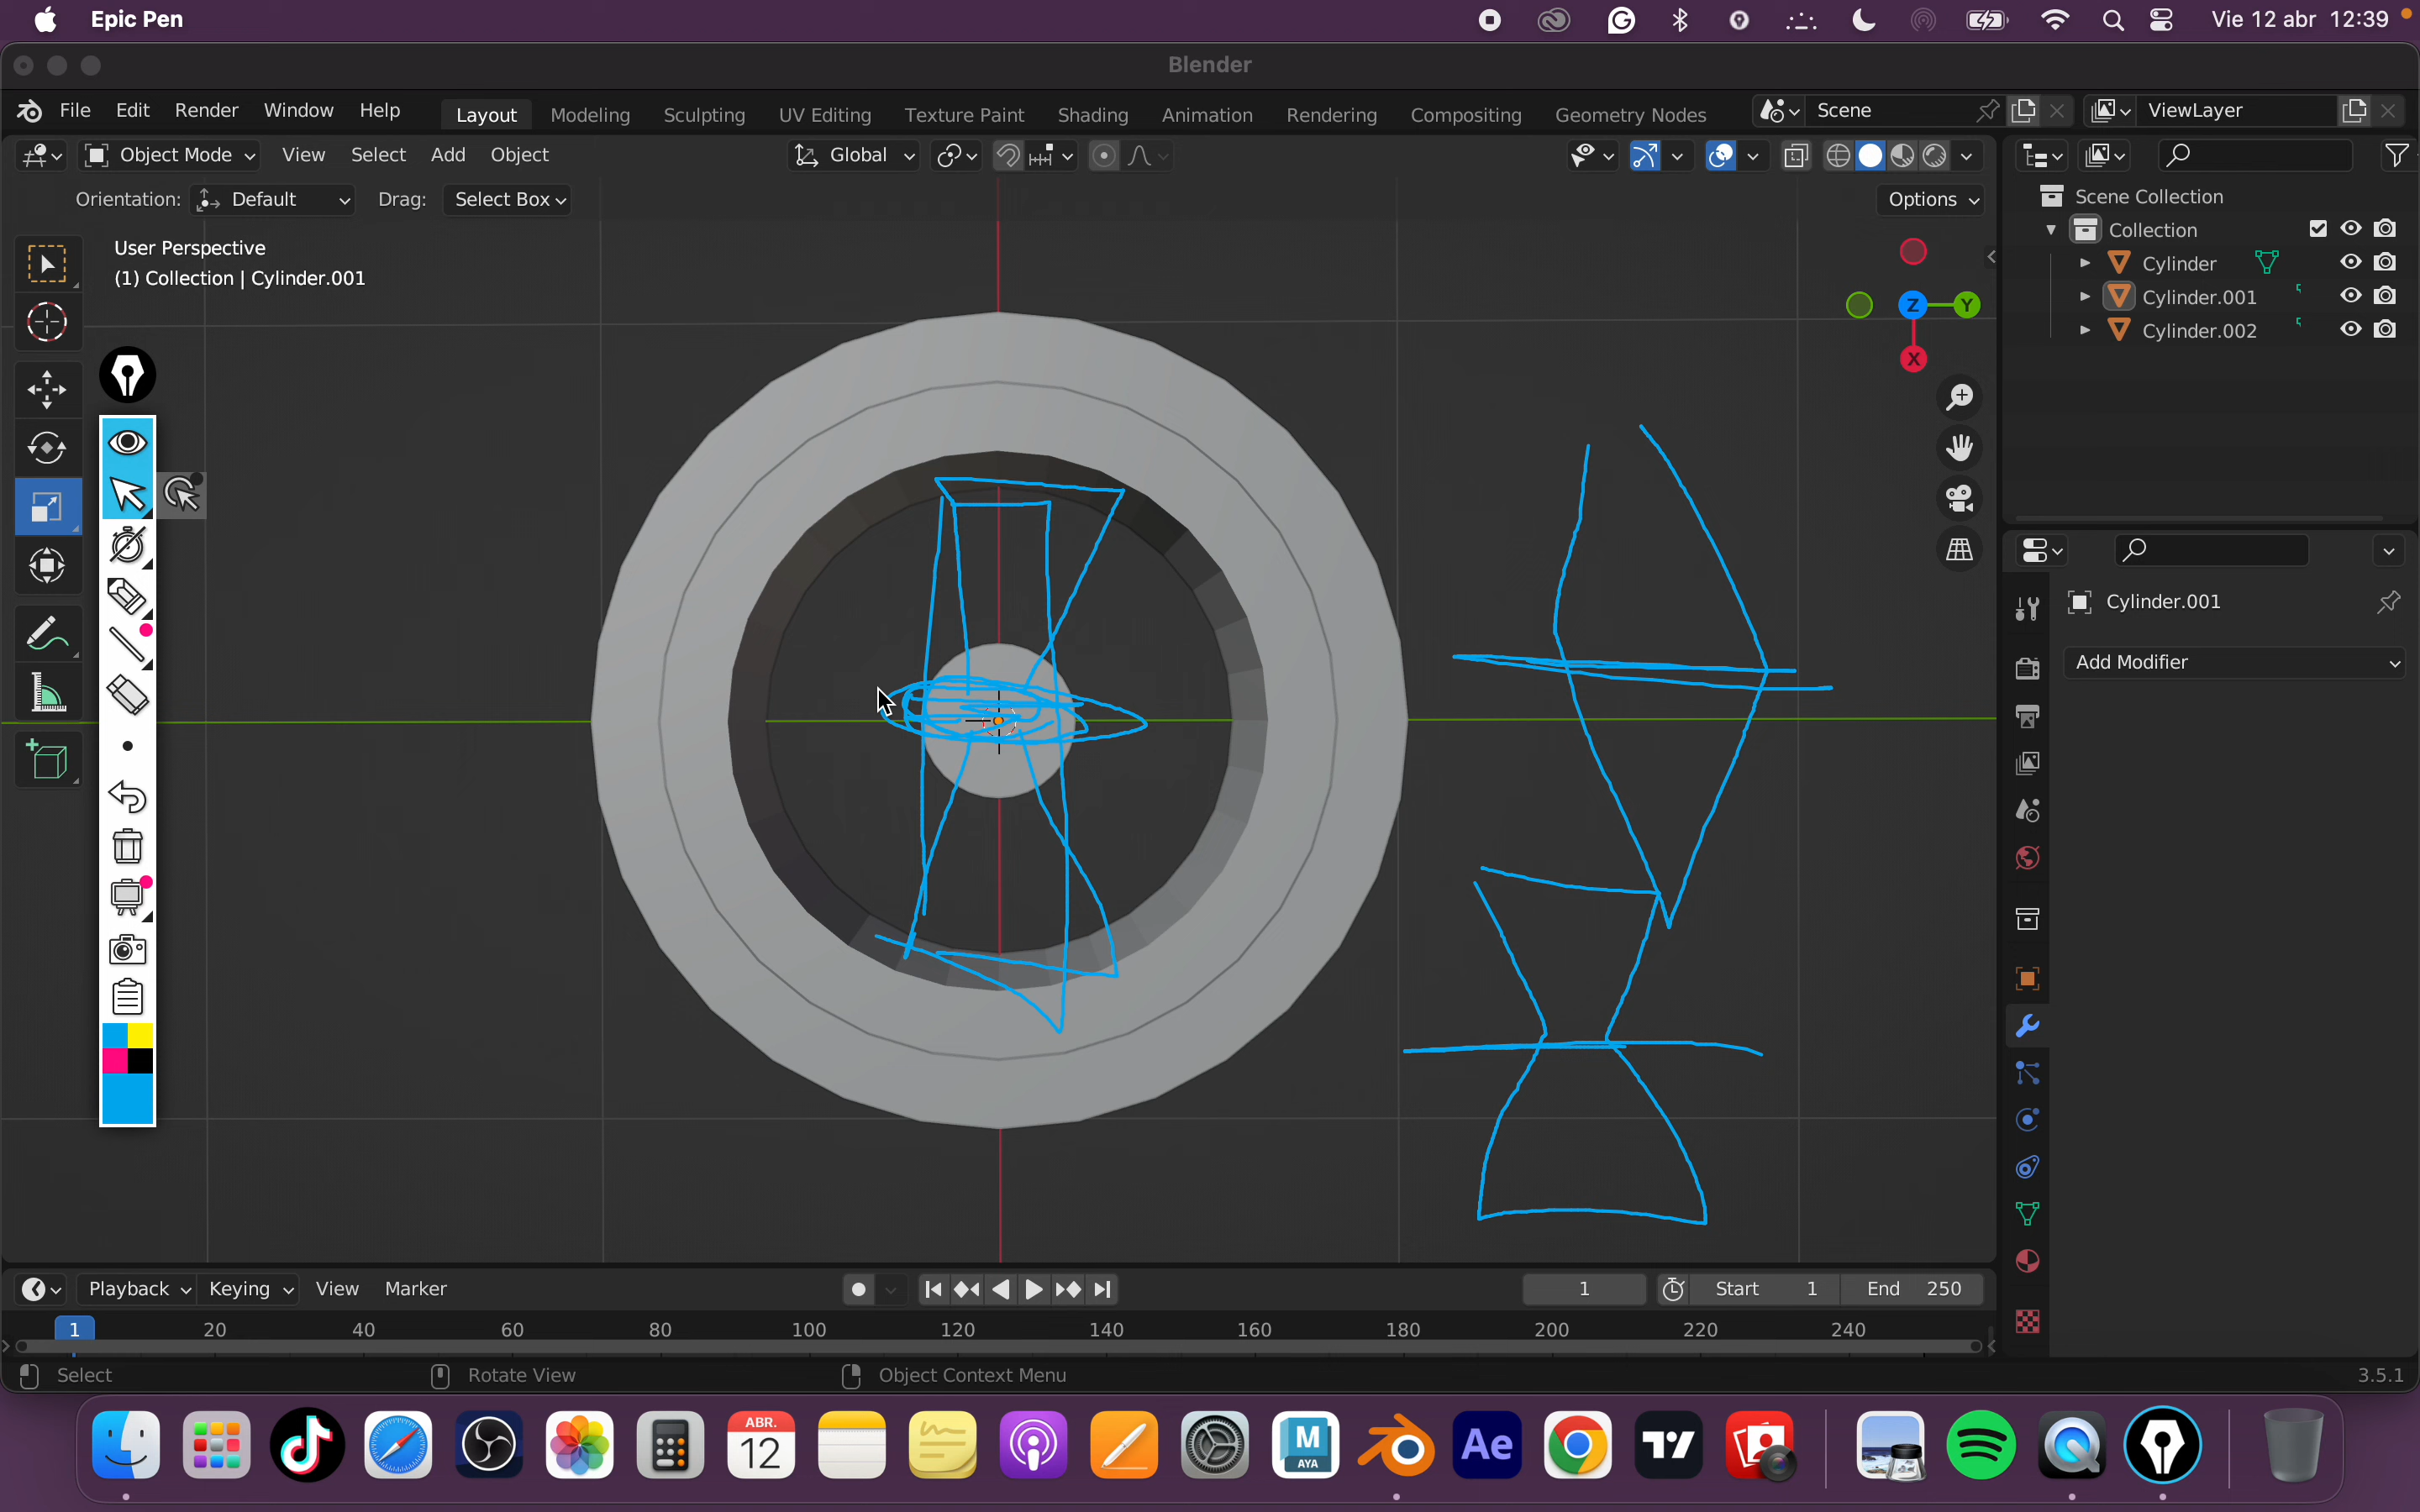 Epic Pen
Vie 12 abr 12:39
Blender
File Edit Render Window Help
Layout Modeling Sculpting UV Editing Texture Paint Shading Animation Rendering Compositing Geometry Nodes
Scene
ViewLayer
Object Mode View Select Add Object
Global
Orientation: Default Drag: Select Box
Options
User Perspective
(1) Collection | Cylinder.001
Z
Y
X
Scene Collection
Collection
Cylinder
Cylinder.001
Cylinder.002
Cylinder.001
Add Modifier
Playback Keying View Marker
1
Start 1
End 250
1 20 40 60 80 100 120 140 160 180 200 220 240
Select
Rotate View
Object Context Menu
3.5.1
ABR.
12
M
AYA
Ae